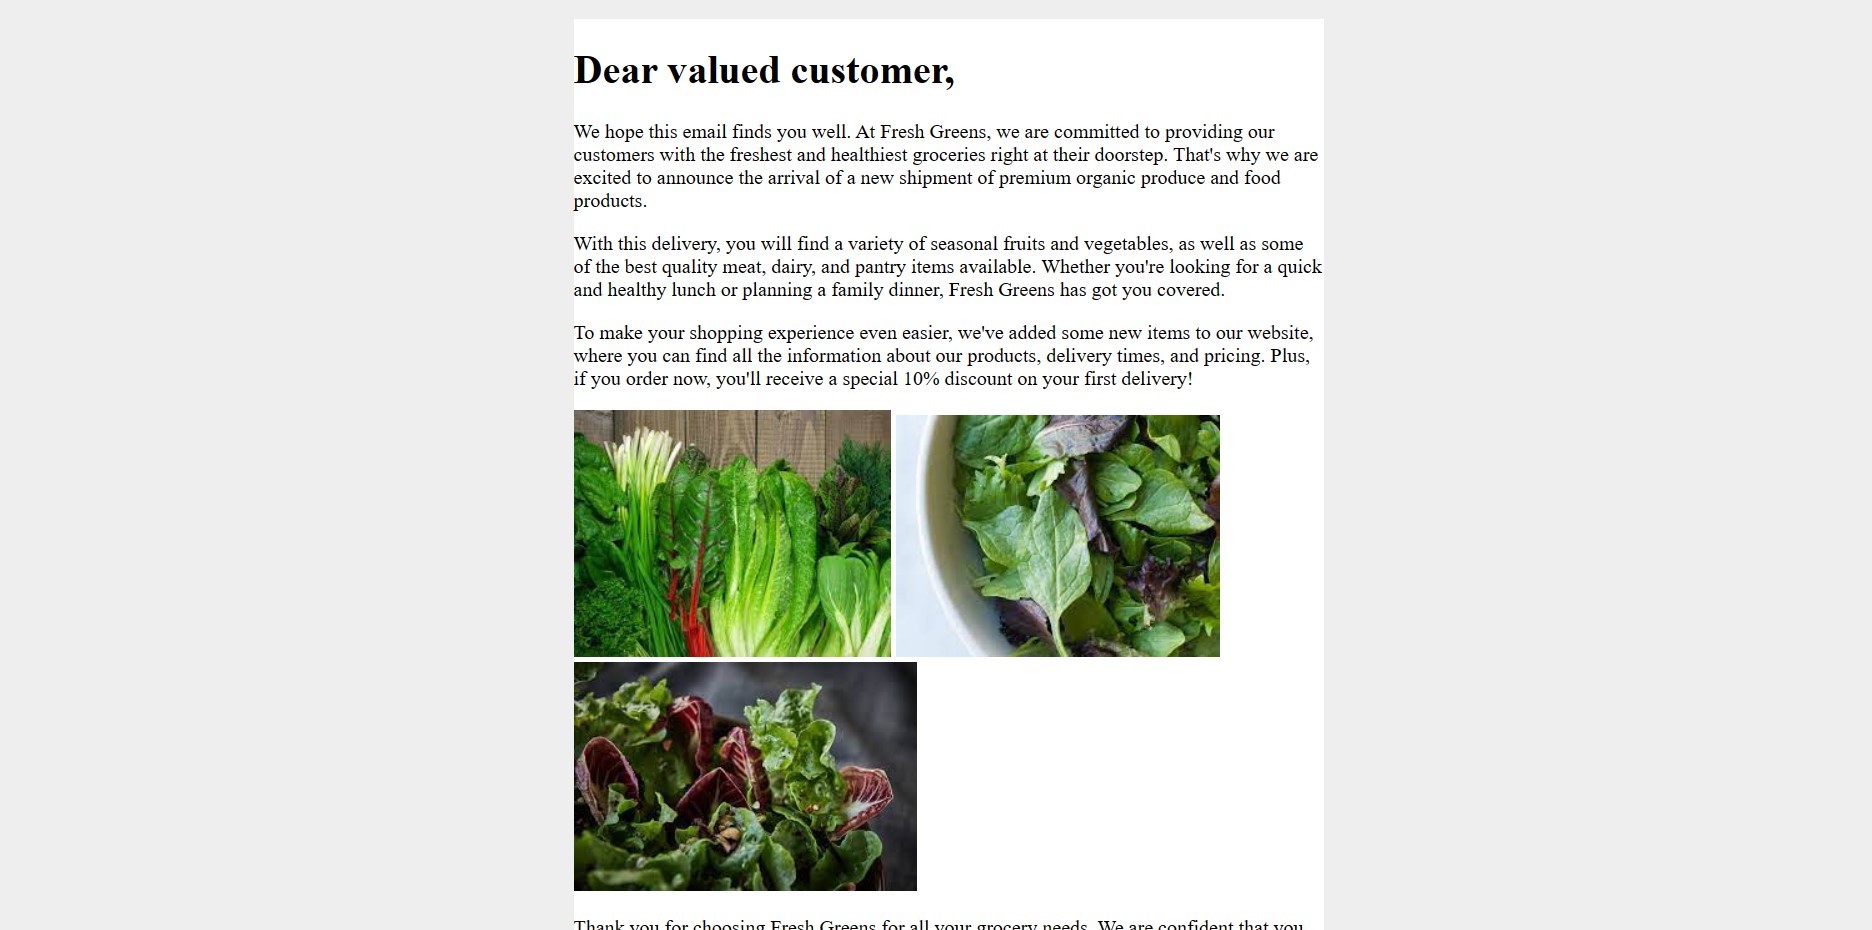 Dear valued customer,
We hope this email finds you well. At Fresh Greens, we are committed to providing our
customers with the freshest and healthiest groceries right at their doorstep. That's why we are
excited to announce the arrival of a new shipment of premium organic produce and food
products.
With this delivery, you will find a variety of seasonal fruits and vegetables, as well as some
of the best quality meat, dairy, and pantry items available. Whether you're looking for a quick
and healthy lunch or planning a family dinner, Fresh Greens has got you covered.
To make your shopping experience even easier, we've added some new items to our website,
where you can find all the information about our products, delivery times, and pricing. Plus,
if you order now, you'll receive a special 10% discount on your first delivery!
Thank you for choosing Fresh Greens for all your grocery needs. We are confident that you